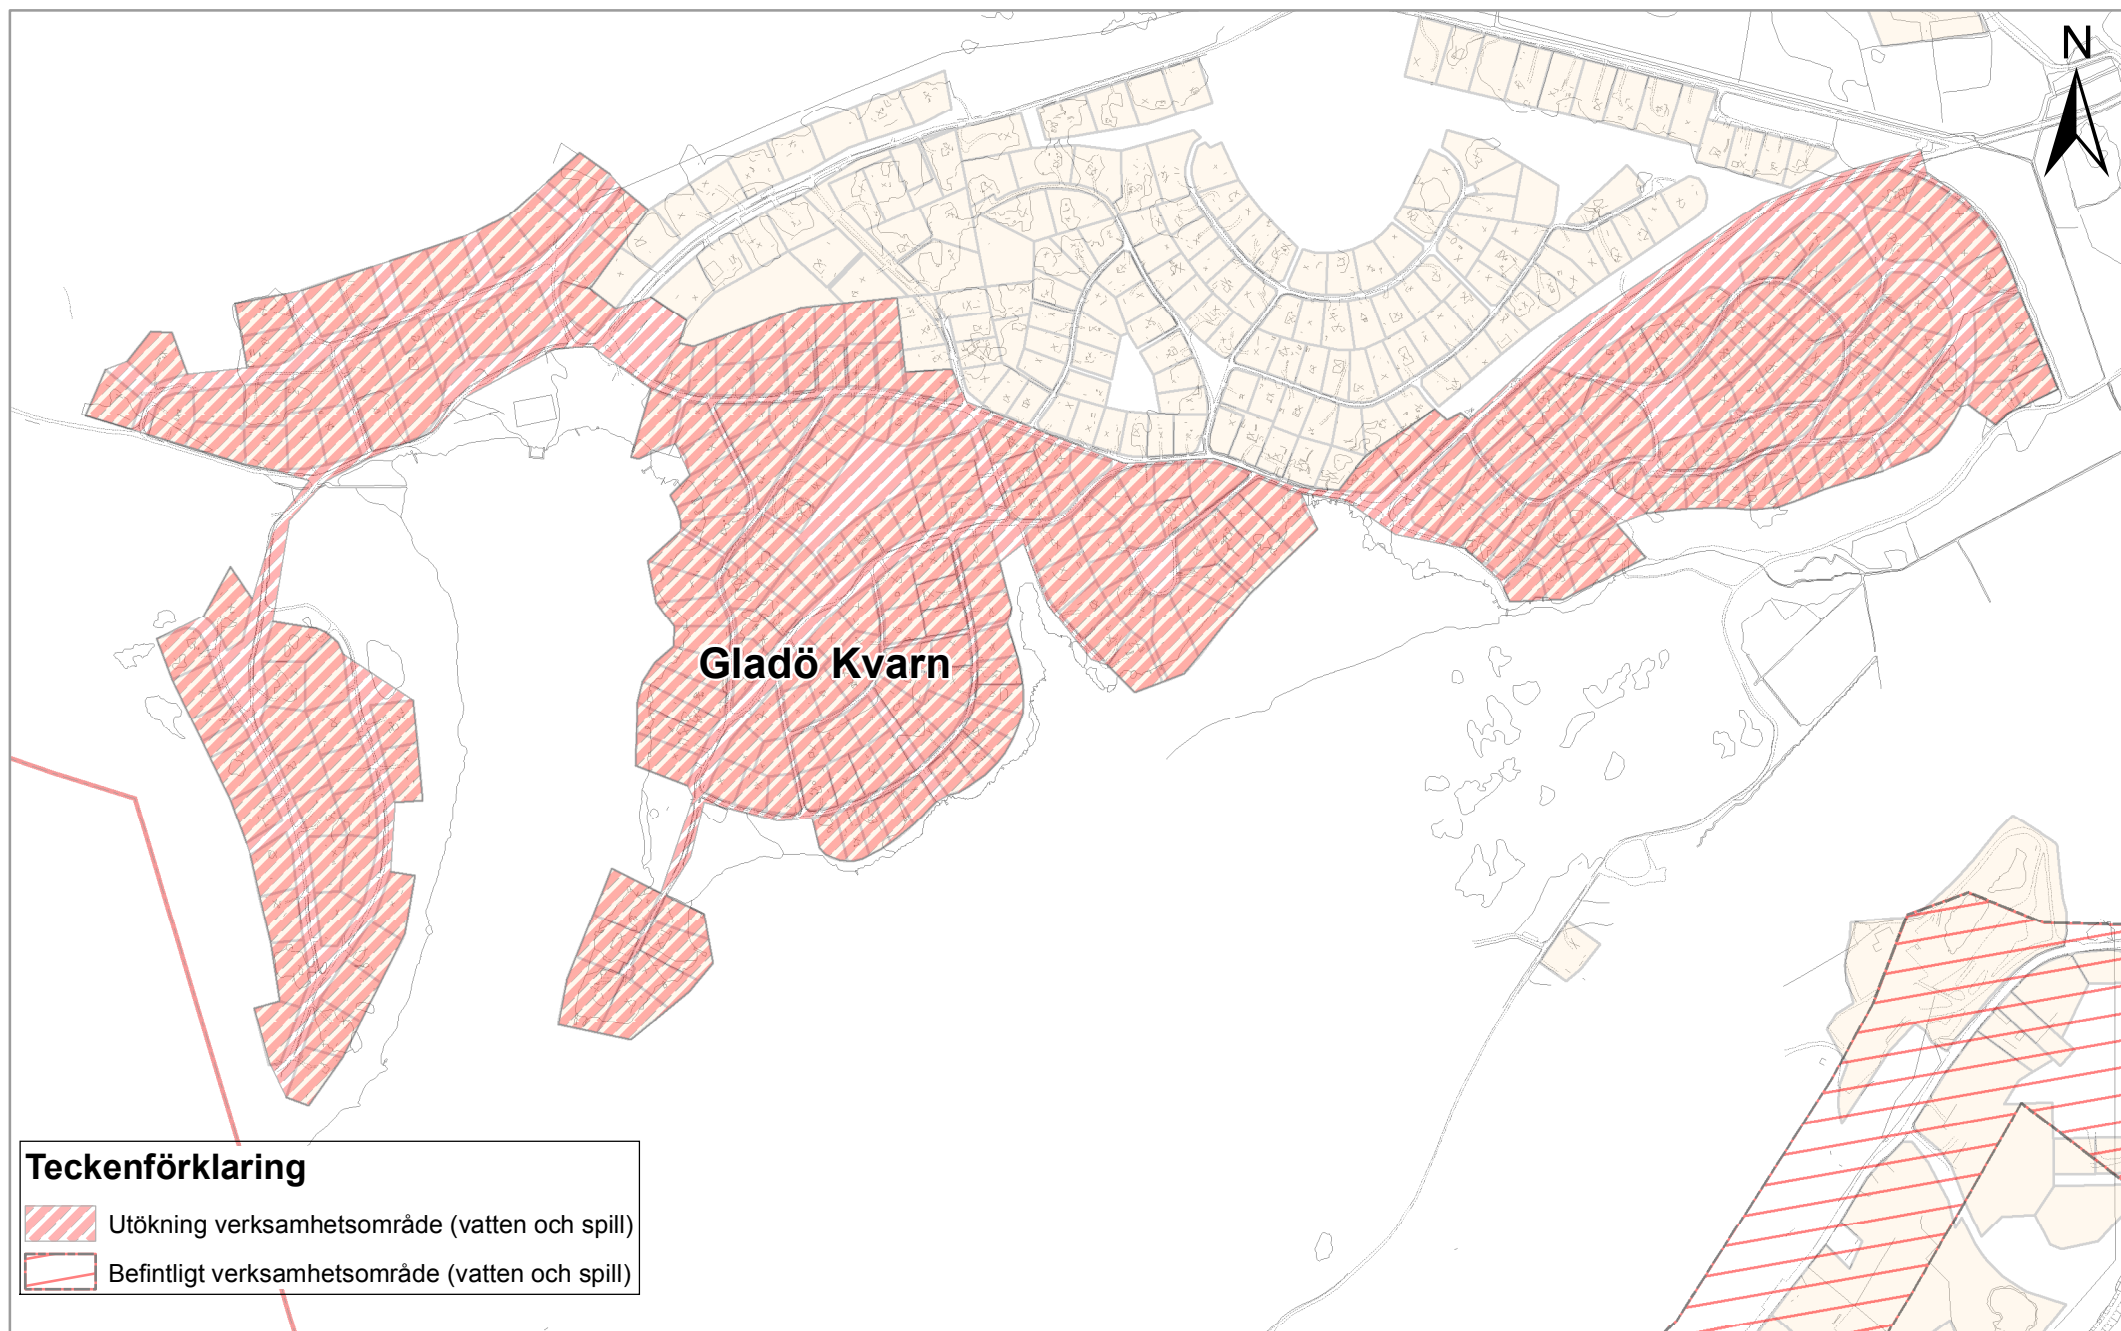 N
Gladö Kvarn
Teckenförklaring
Utökning verksamhetsområde (vatten och spill)
Befintligt verksamhetsområde (vatten och spill)